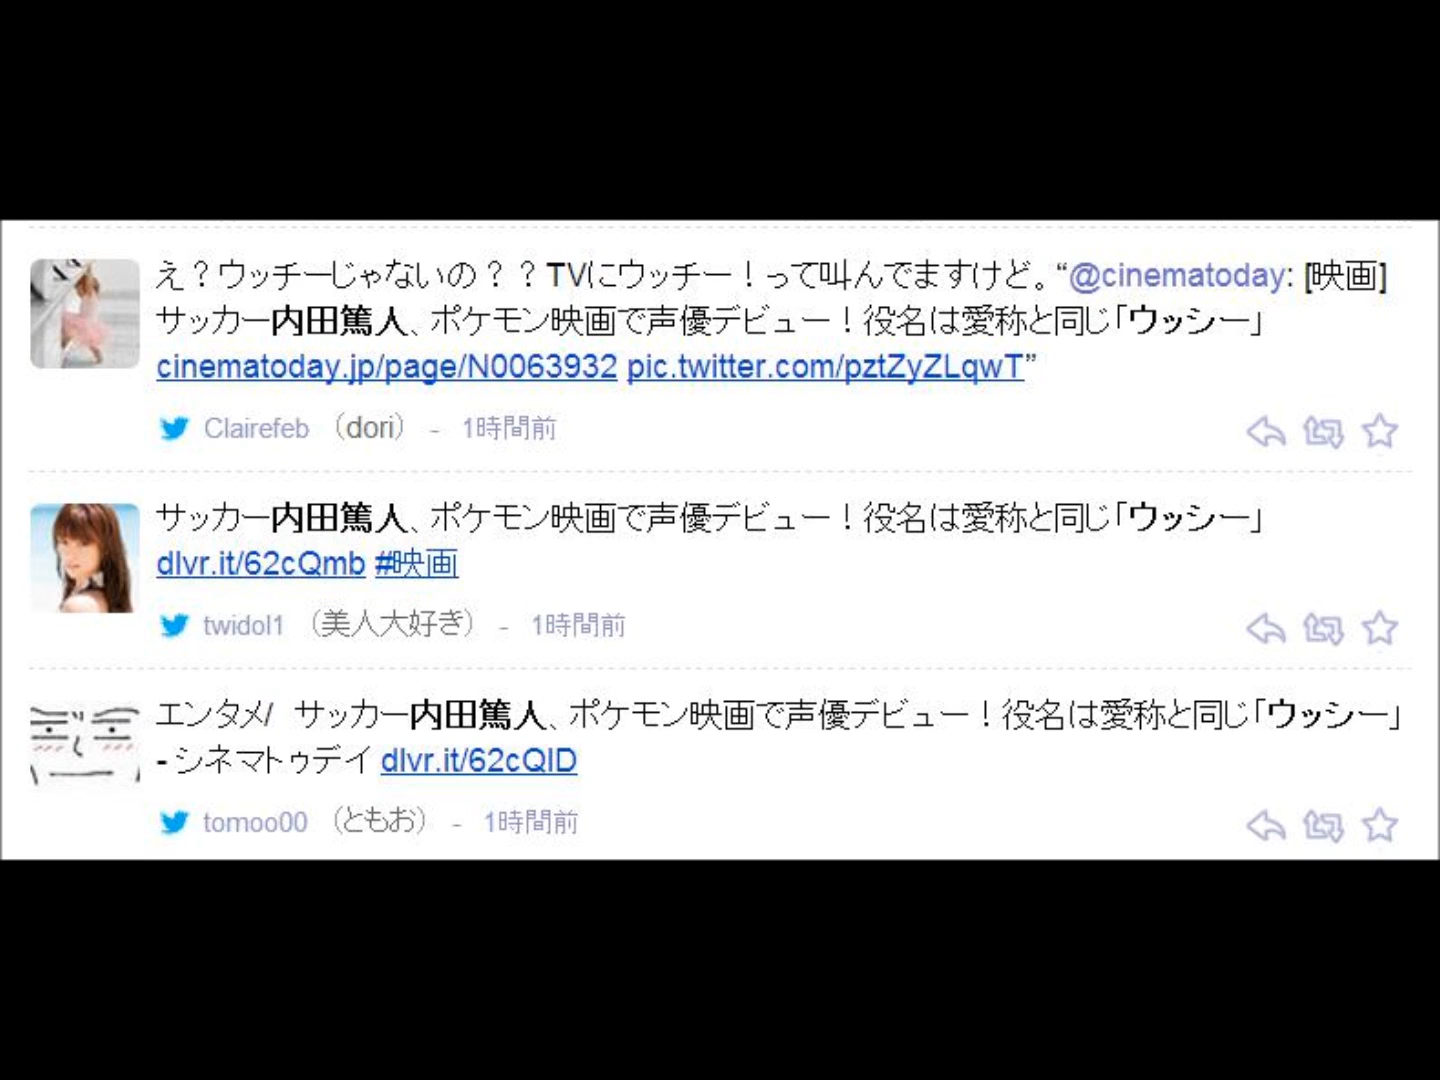 え？ウッチーじゃないの？？TVにウッチー！って叫んでますけど。“@cinematoday: [映画]
サッカー内田篤人、ポケモン映画で声優デビュー！役名は愛称と同じ「ウッシー」
cinematoday.jp/page/N0063932 pic.twitter.com/pztZyZLqwT”
Clairefeb （dori） - 1時間前
サッカー内田篤人、ポケモン映画で声優デビュー！役名は愛称と同じ「ウッシー」
dlvr.it/62cQmb #映画
twidol1 （美人大好き） - 1時間前
エンタメ/　サッカー内田篤人、ポケモン映画で声優デビュー！役名は愛称と同じ「ウッシー」
- シネマトゥデイ dlvr.it/62cQlD
tomoo00 （ともお） - 1時間前